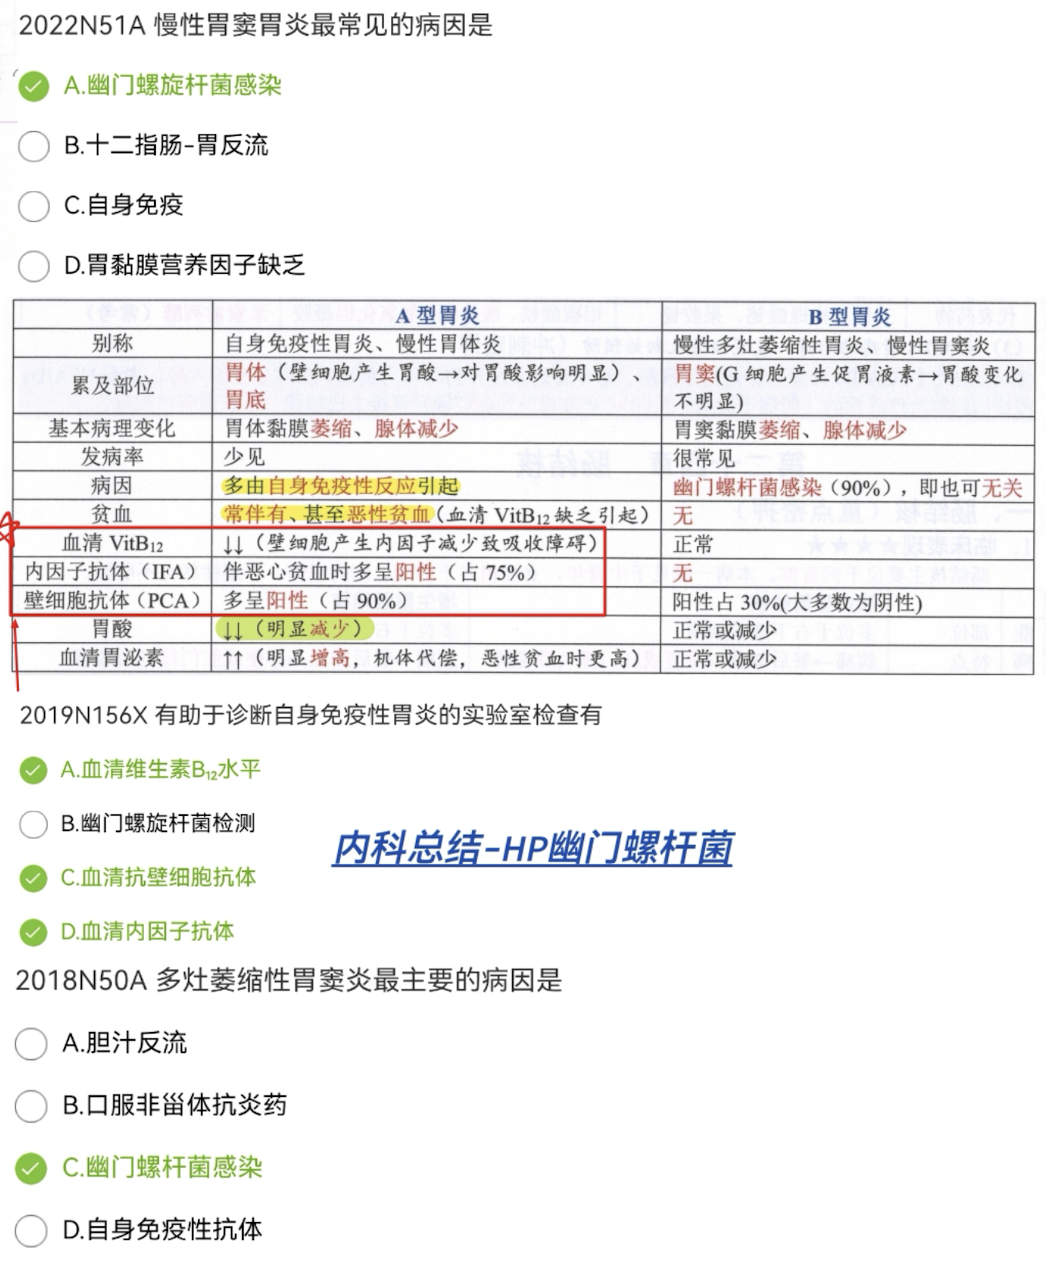 2022N51A 慢性胃窦胃炎最常见的病因是
A.幽门螺旋杆菌感染
B.十二指肠-胃反流
C.自身免疫
D.胃黏膜营养因子缺乏
A 型胃炎 B 型胃炎
别称 自身免疫性胃炎、慢性胃体炎 慢性多灶萎缩性胃炎、慢性胃窦炎
累及部位 胃体（壁细胞产生胃酸→对胃酸影响明显）、胃底 胃窦(G 细胞产生促胃液素→胃酸变化不明显)
基本病理变化 胃体黏膜萎缩、腺体减少 胃窦黏膜萎缩、腺体减少
发病率 少见 很常见
病因 多由自身免疫性反应引起 幽门螺杆菌感染（90%），即也可无关
贫血 常伴有、甚至恶性贫血（血清 VitB₁₂ 缺乏引起） 无
血清 VitB₁₂ ↓↓（壁细胞产生内因子减少致吸收障碍） 正常
内因子抗体（IFA） 伴恶心贫血时多呈阳性（占75%） 无
壁细胞抗体（PCA） 多呈阳性（占 90%） 阳性占 30%(大多数为阴性)
胃酸 ↓↓（明显减少） 正常或减少
血清胃泌素 ↑↑（明显增高，机体代偿，恶性贫血时更高） 正常或减少
2019N156X 有助于诊断自身免疫性胃炎的实验室检查有
A.血清维生素B₁₂水平
B.幽门螺旋杆菌检测
内科总结-HP幽门螺杆菌
C.血清抗壁细胞抗体
D.血清内因子抗体
2018N50A 多灶萎缩性胃窦炎最主要的病因是
A.胆汁反流
B.口服非甾体抗炎药
C.幽门螺杆菌感染
D.自身免疫性抗体